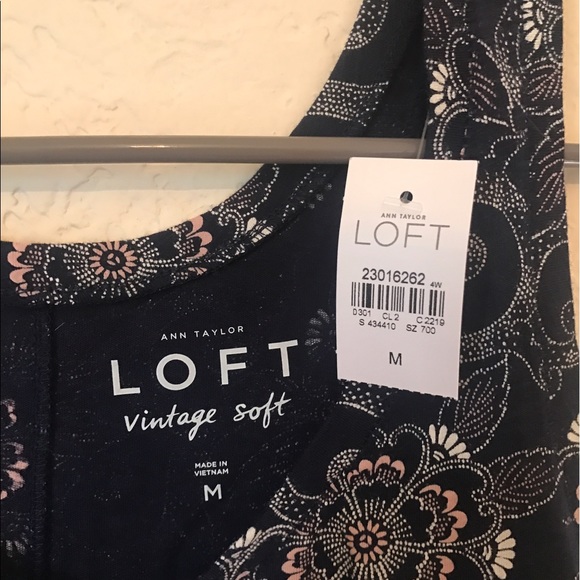 ANN TAYLOR
LOFT
23016262 4W
D301 CL2 C2219
S 434410 SZ 700
M
ANN TAYLOR
LOFT
vintage soft
MADE IN
VIETNAM
M